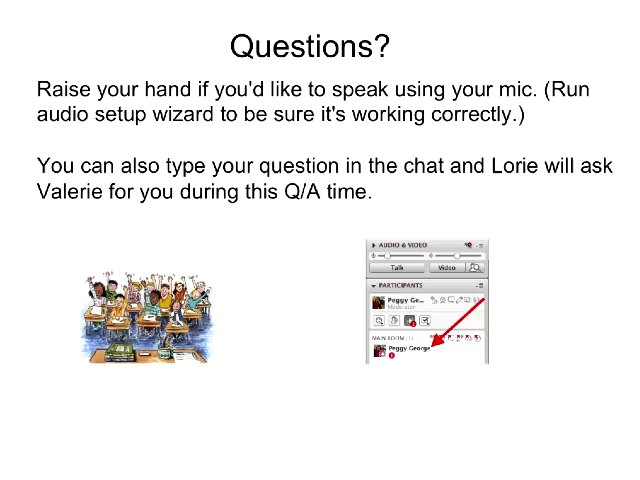 Questions?
Raise your hand if you'd like to speak using your mic. (Run
audio setup wizard to be sure it's working correctly.)
You can also type your question in the chat and Lorie will ask
Valerie for you during this Q/A time.
AUDIO & VIDEO
Talk Video
PARTICIPANTS
Peggy Ge...
Moderator
MAIN ROOM (1)
Peggy George